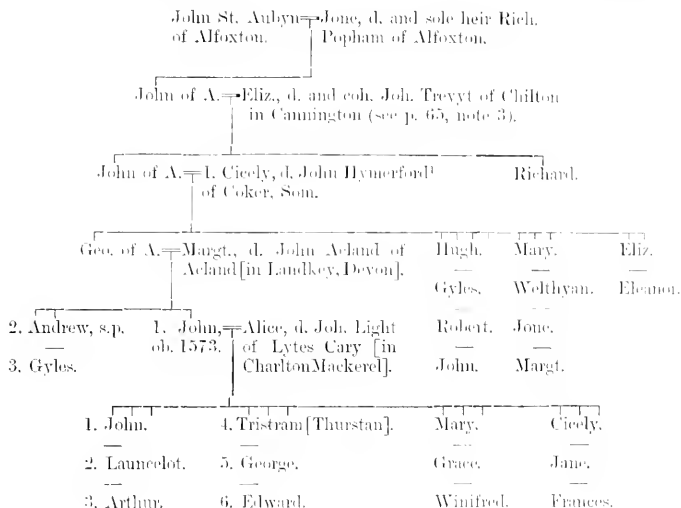 John St. Aubyn = Jone, d. and sole heir Rich.
of Alfoxton. Popham of Alfoxton.
John of A. = Eliz., d. and coh. Joh. Trevyt of Chilton
in Cannington (see p. 65, note 3).
John of A. = 1. Cicely, d. John Hymerford¹ Richard.
of Coker, Som.
Geo. of A. = Margt., d. John Acland of Hugh. Mary. Eliz.
Acland [in Landkey, Devon]. — — —
Gyles. Welthyan. Eleanor.
2. Andrew, s.p. 1. John, = Alice, d. Joh. Light Robert. Jone.
— ob. 1573. of Lytes Cary [in — —
3. Gyles. Charlton Mackerel]. John. Margt.
1. John. 4. Tristram [Thurstan]. Mary. Cicely.
— — — —
2. Launcelot. 5. George. Grace. Jane.
— — — —
3. Arthur. 6. Edward. Winifred. Frances.